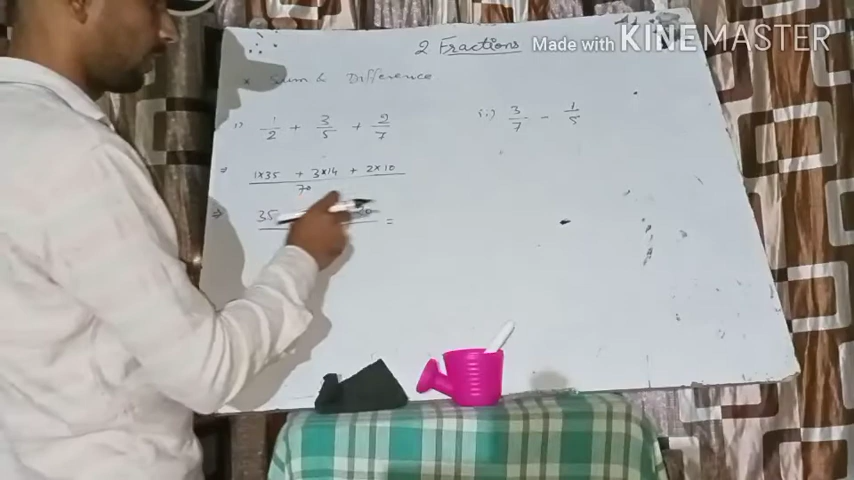 2 Fractions
Made with KINEMASTER
* Sum & Difference
i) 1/2 + 3/5 + 2/7
ii) 3/7 - 1/5
⇒ 1×35 + 3×14 + 2×10
70
⇒ 35 =